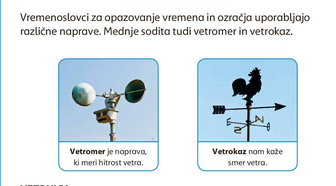 Vremenoslovci za opazovanje vremena in ozračja uporabljajo
različne naprave. Mednje sodita tudi vetromer in vetrokaz.
Vetromer je naprava,
ki meri hitrost vetra.
Vetrokaz nam kaže
smer vetra.